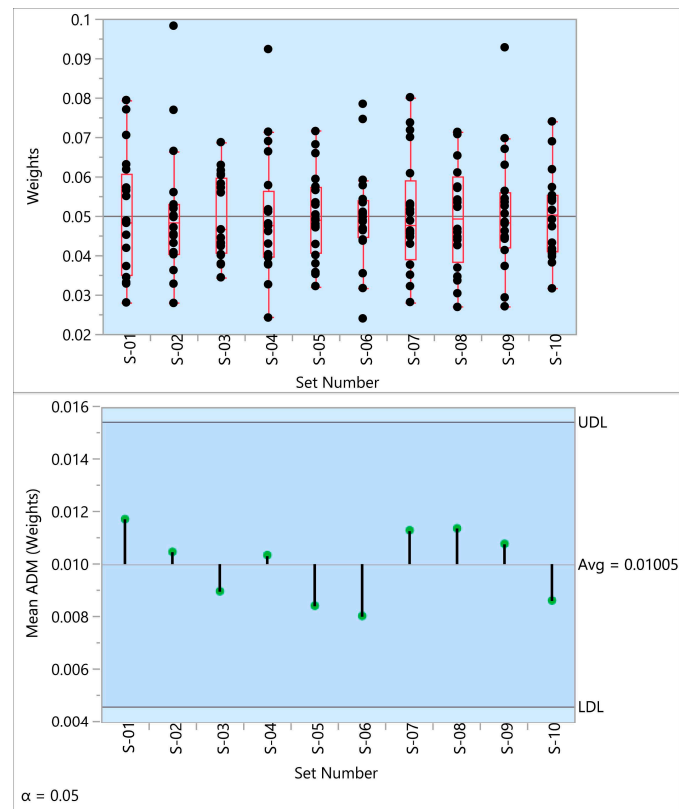 0.1
0.09
0.08
0.07
0.06
0.05
0.04
0.03
0.02
Weights
S-01 S-02 S-03 S-04 S-05 S-06 S-07 S-08 S-09 S-10
Set Number
0.016
0.014
0.012
0.010
0.008
0.006
0.004
Mean ADM (Weights)
UDL
Avg = 0.01005
LDL
S-01 S-02 S-03 S-04 S-05 S-06 S-07 S-08 S-09 S-10
Set Number
α = 0.05